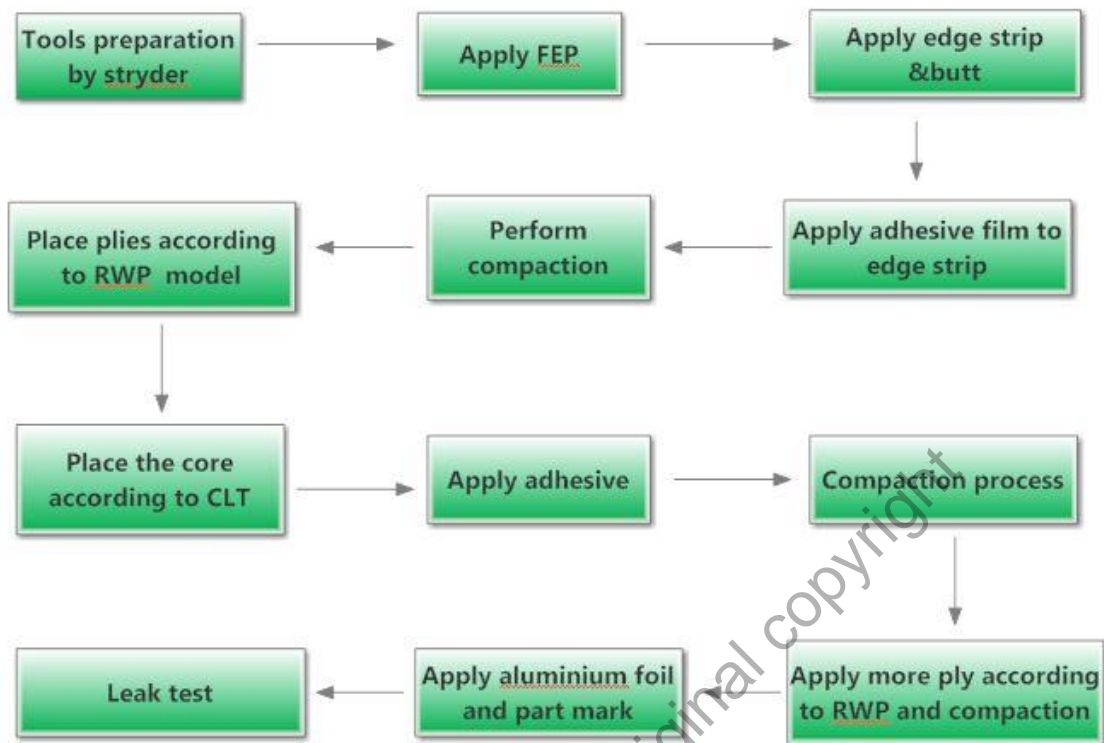 Tools preparation
by stryder
Apply FEP
Apply edge strip
&butt
Apply adhesive film to
edge strip
Perform
compaction
Place plies according
to RWP model
Place the core
according to CLT
Apply adhesive
Compaction process
Apply more ply according
to RWP and compaction
Apply aluminium foil
and part mark
Leak test
original copyright